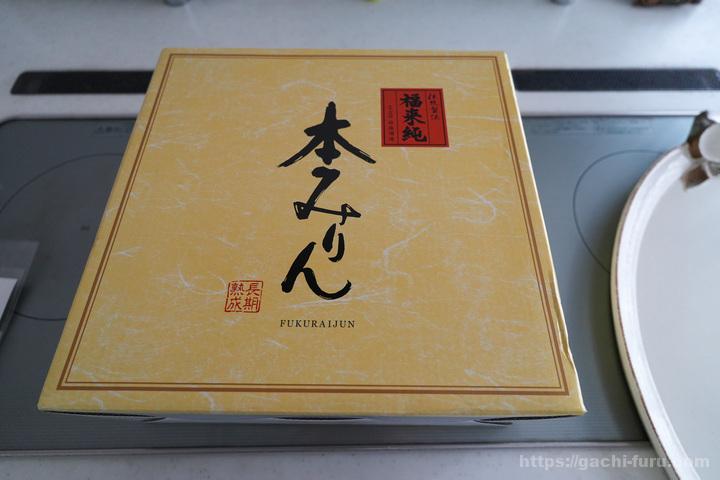 伝統製法
福来純
本みりん
長期
熟成
FUKURAIJUN
https://gachi-furu.com